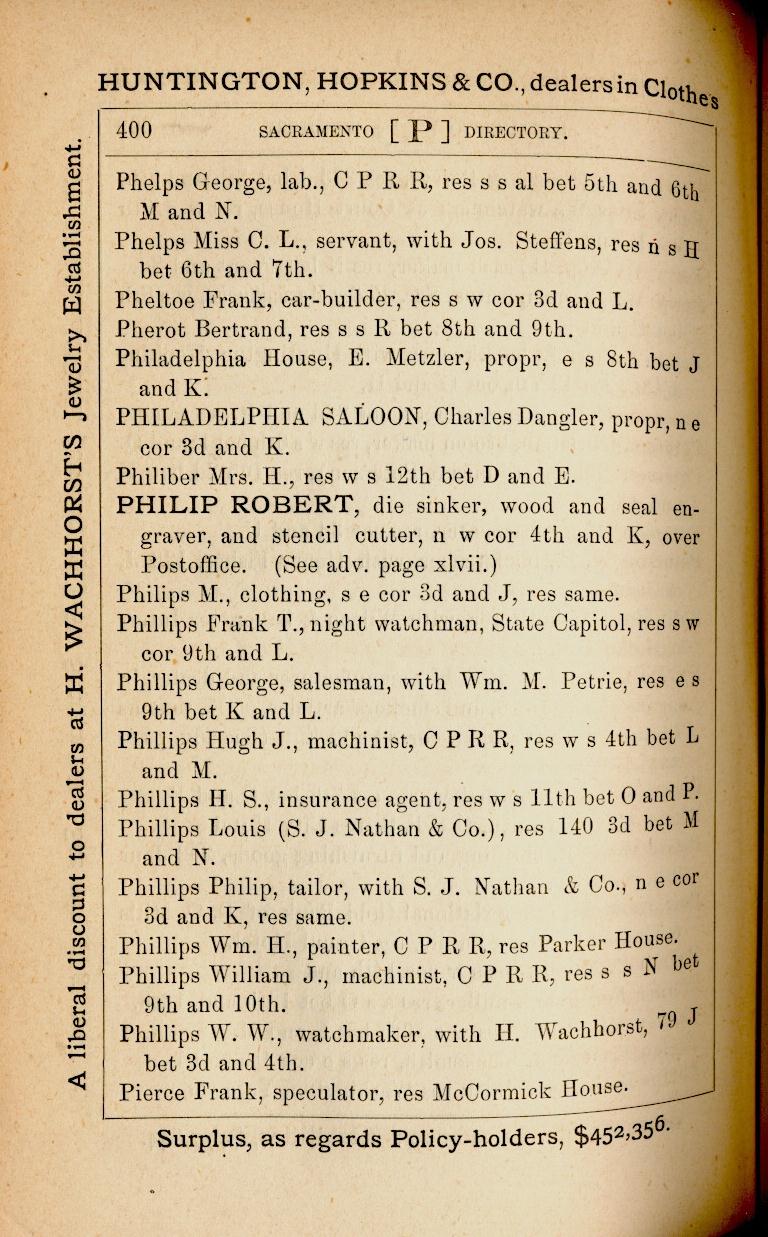 HUNTINGTON, HOPKINS & CO., dealers in Clothes
400 SACRAMENTO [P] DIRECTORY.
Phelps George, lab., C P R R, res s s al bet 5th and 6th
M and N.
Phelps Miss C. L., servant, with Jos. Steffens, res n s H
bet 6th and 7th.
Pheltoe Frank, car-builder, res s w cor 3d and L.
Pherot Bertrand, res s s R bet 8th and 9th.
Philadelphia House, E. Metzler, propr, e s 8th bet J
and K.
PHILADELPHIA SALOON, Charles Dangler, propr, n e
cor 3d and K.
Philiber Mrs. H., res w s 12th bet D and E.
PHILIP ROBERT, die sinker, wood and seal en-
graver, and stencil cutter, n w cor 4th and K, over
Postoffice. (See adv. page xlvii.)
Philips M., clothing, s e cor 3d and J, res same.
Phillips Frank T., night watchman, State Capitol, res s w
cor 9th and L.
Phillips George, salesman, with Wm. M. Petrie, res e s
9th bet K and L.
Phillips Hugh J., machinist, C P R R, res w s 4th bet L
and M.
Phillips H. S., insurance agent, res w s 11th bet O and P.
Phillips Louis (S. J. Nathan & Co.), res 140 3d bet M
and N.
Phillips Philip, tailor, with S. J. Nathan & Co., n e cor
3d and K, res same.
Phillips Wm. H., painter, C P R R, res Parker House.
Phillips William J., machinist, C P R R, res s s N bet
9th and 10th.
Phillips W. W., watchmaker, with H. Wachhorst, 79 J
bet 3d and 4th.
Pierce Frank, speculator, res McCormick House.
Surplus, as regards Policy-holders, $452,356.
A liberal discount to dealers at H. WACHHORST'S Jewelry Establishment.